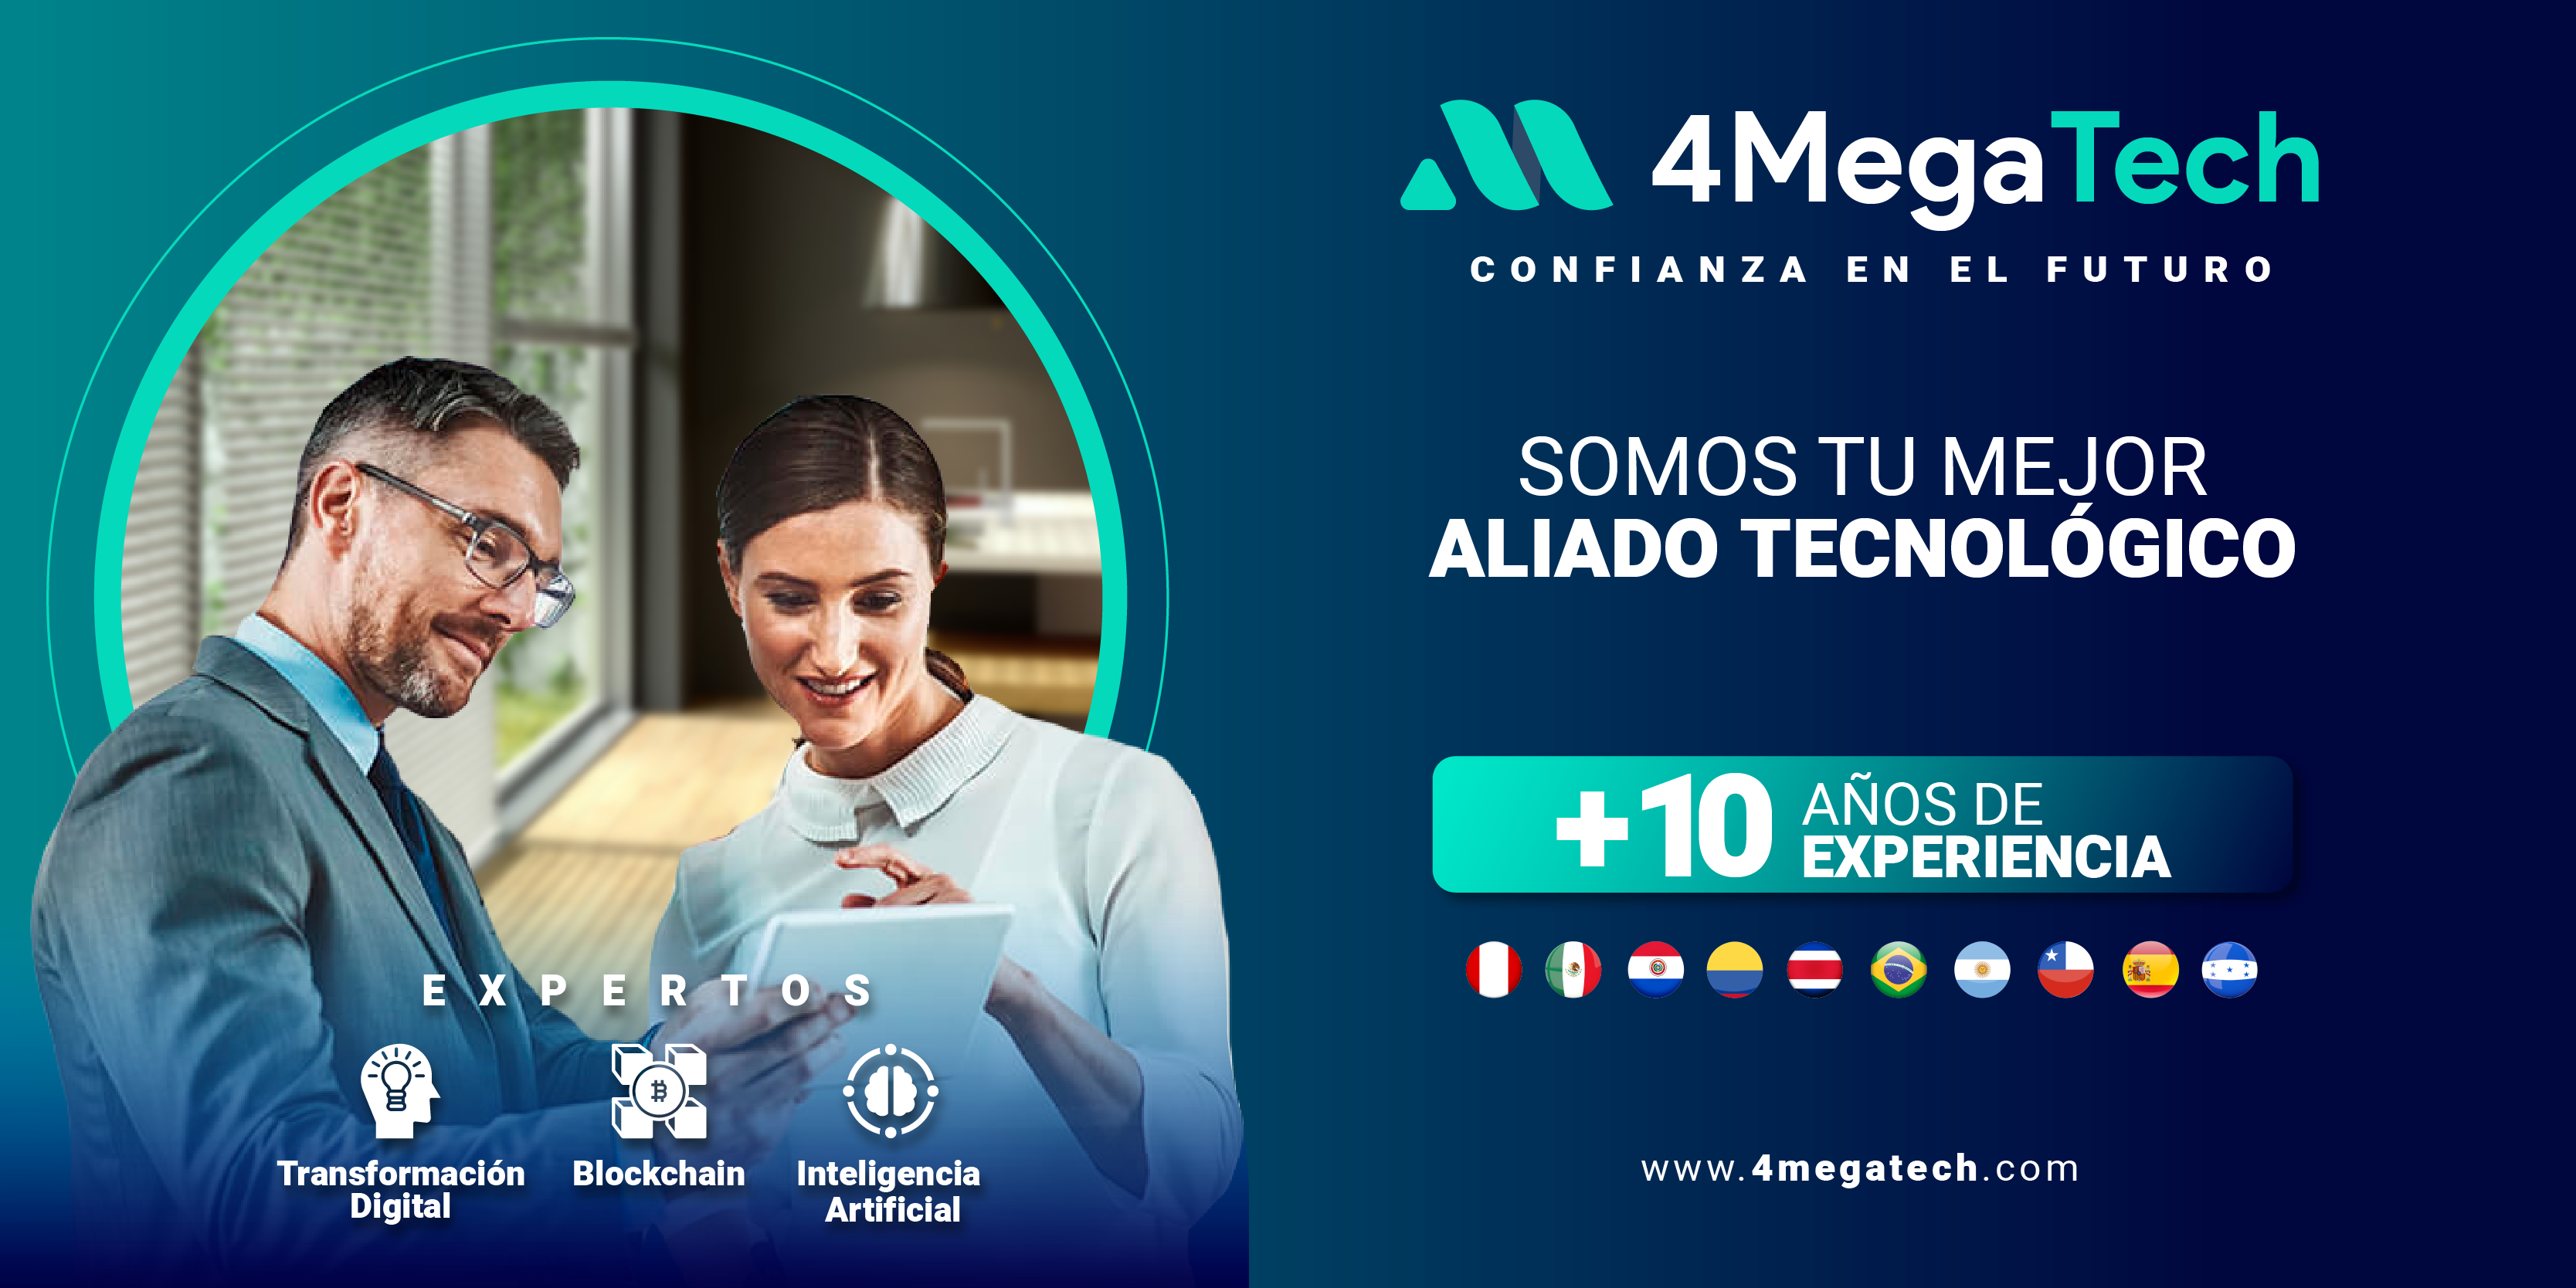 4MegaTech
CONFIANZA EN EL FUTURO
SOMOS TU MEJOR
ALIADO TECNOLÓGICO
+10 AÑOS DE
EXPERIENCIA
www.4megatech.com
EXPERTOS
Transformación
Digital
Blockchain
Inteligencia
Artificial